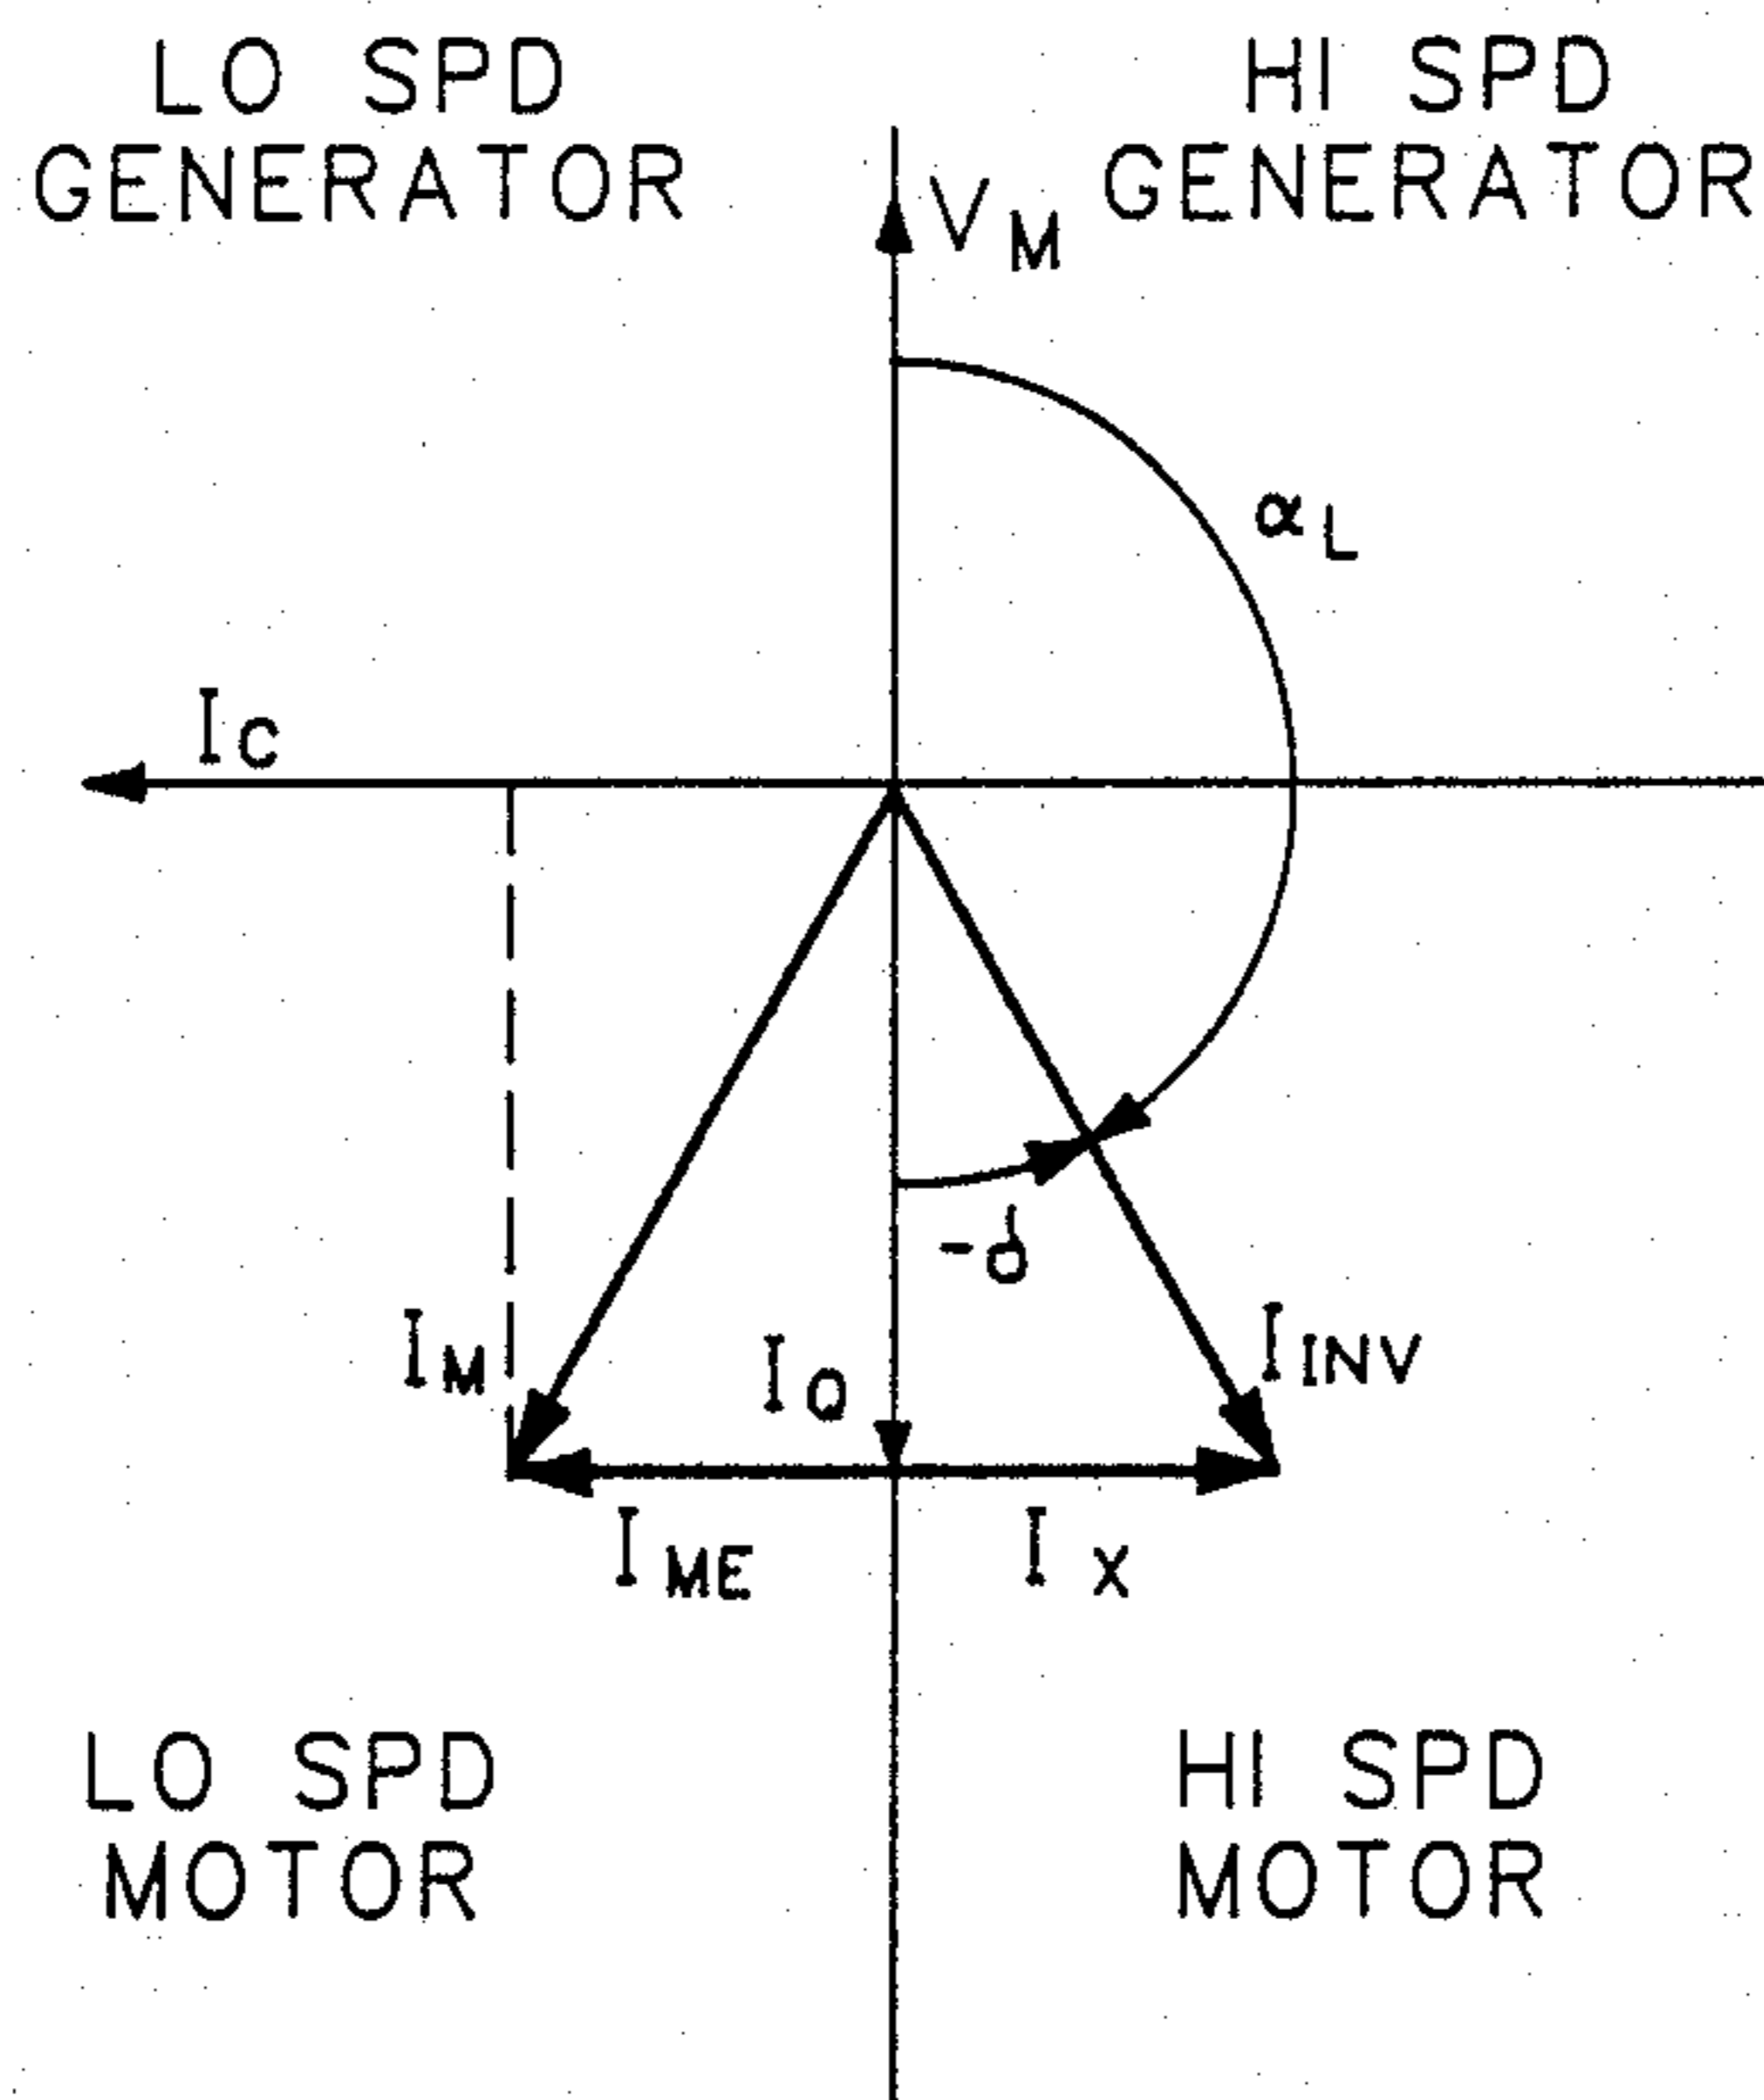 LO SPD
GENERATOR
HI SPD
GENERATOR
VM
αL
IC
-δ
IM
IQ
IINV
IME
IX
LO SPD
MOTOR
HI SPD
MOTOR